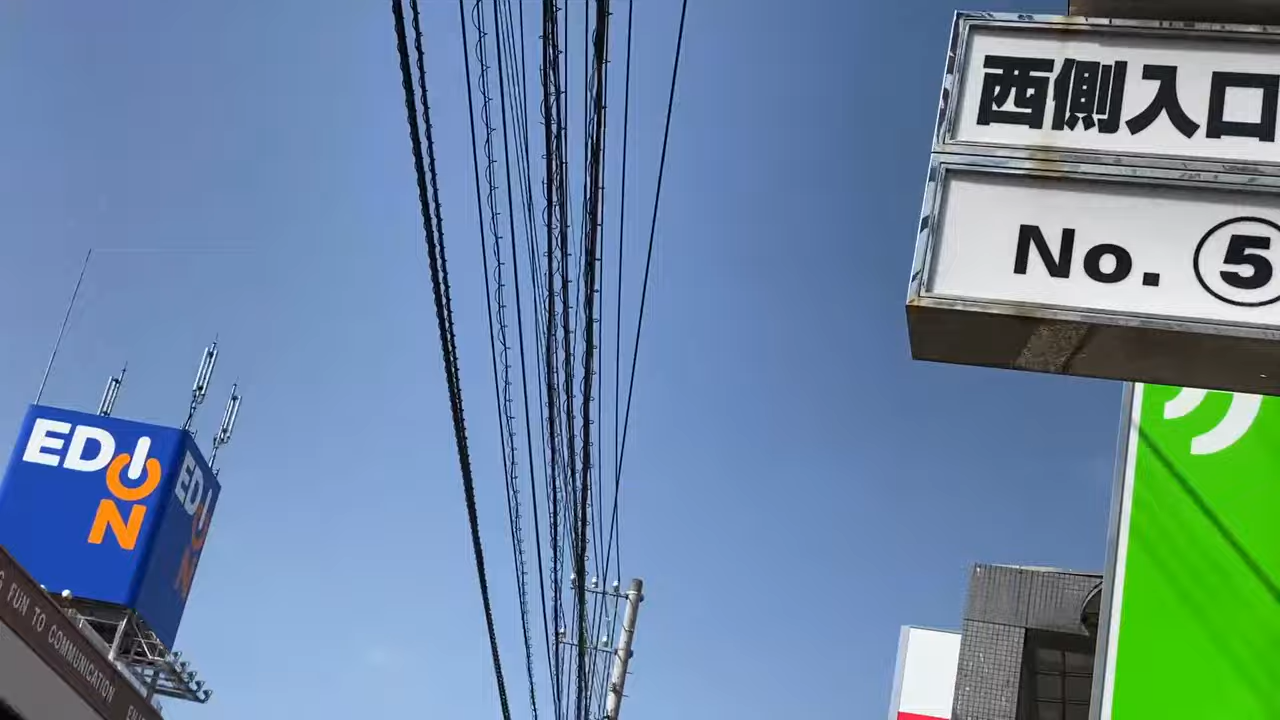 西側入口
No. ⑤
EDION
EDION
FUN TO COMMUNICATION